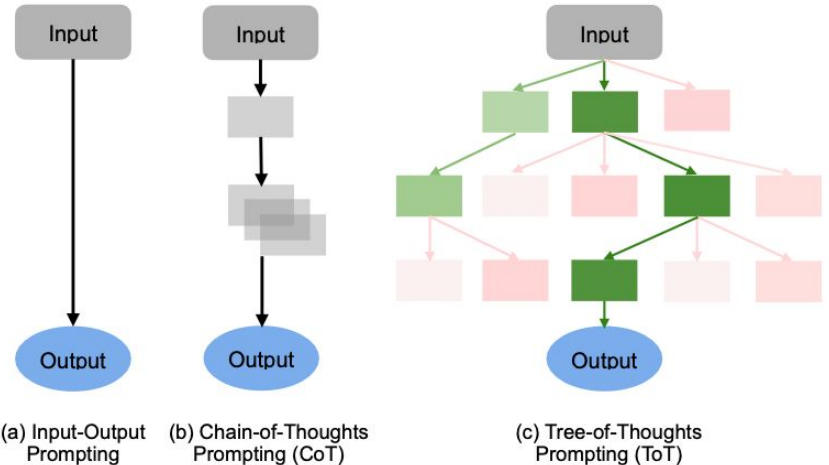 Input
Input
Input
Output
Output
Output
(a) Input-Output
Prompting
(b) Chain-of-Thoughts
Prompting (CoT)
(c) Tree-of-Thoughts
Prompting (ToT)